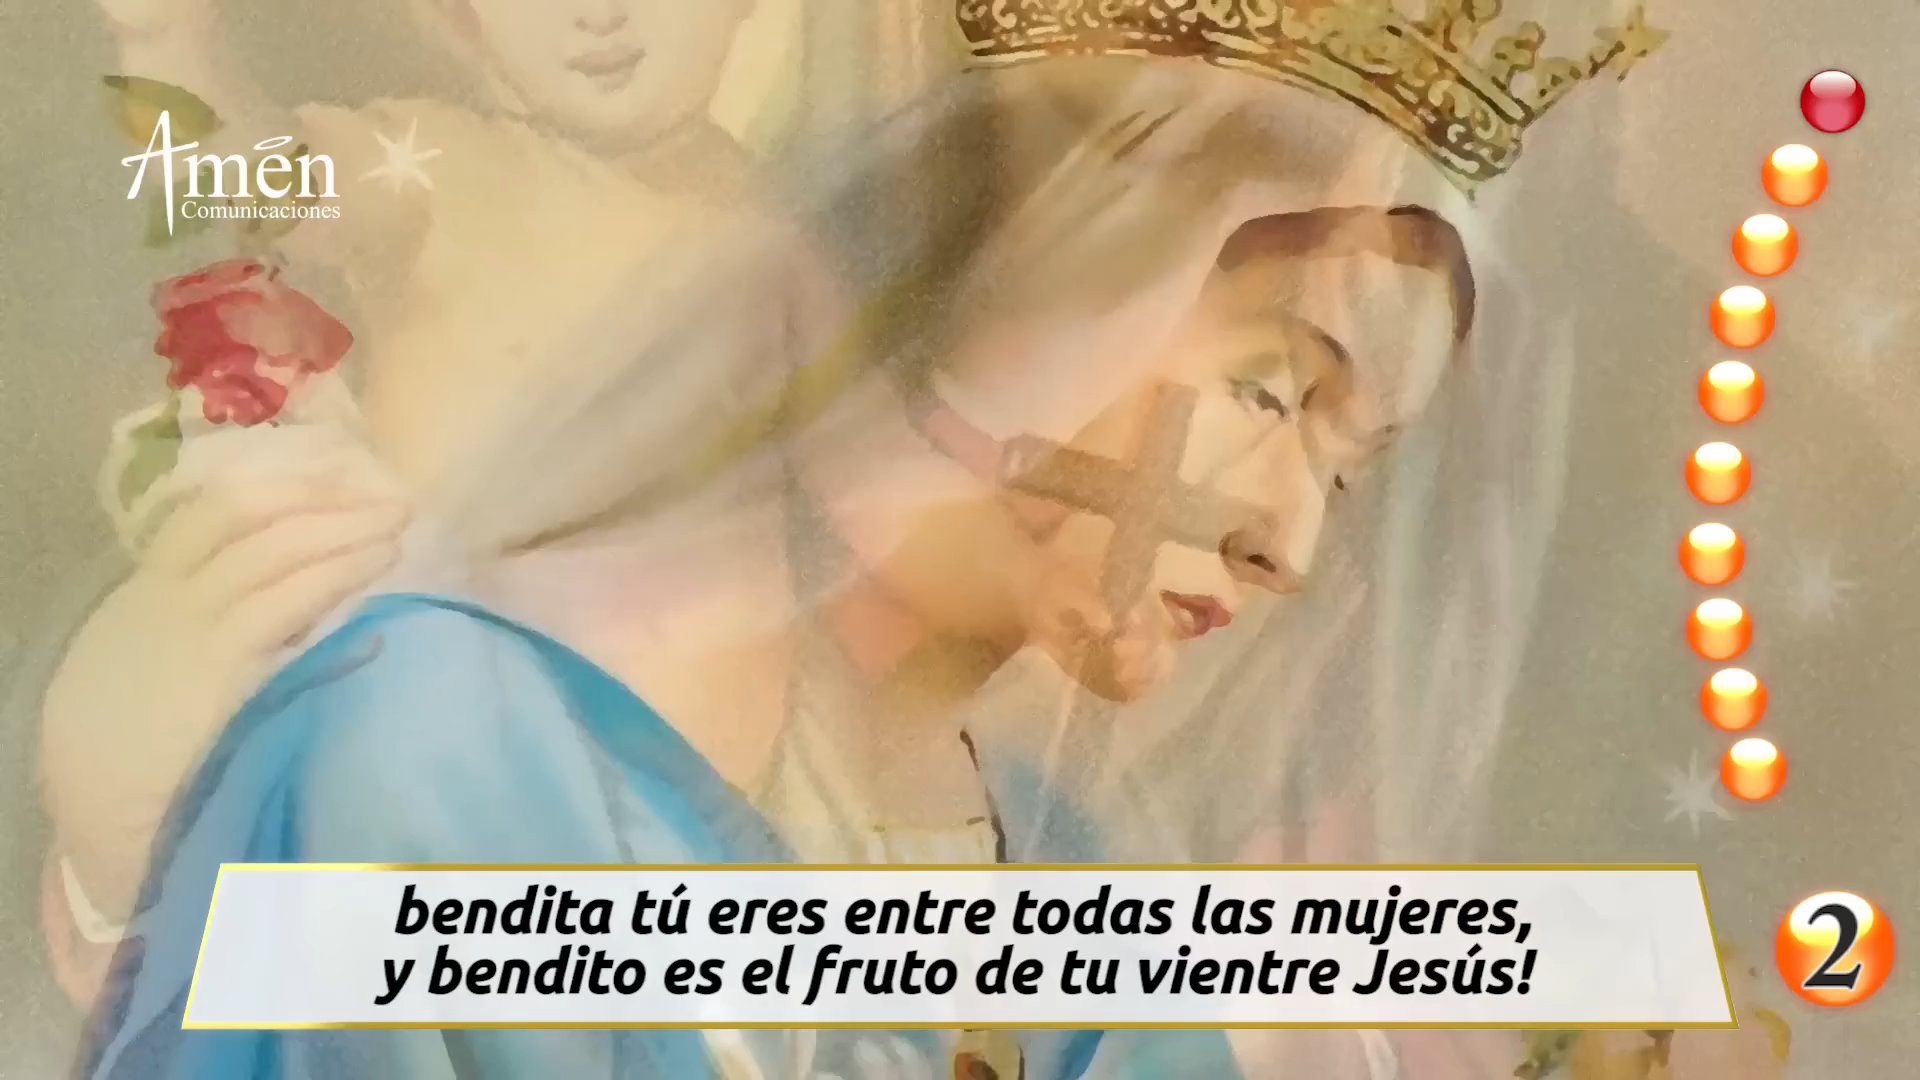 Amén
Comunicaciones
bendita tú eres entre todas las mujeres,
y bendito es el fruto de tu vientre Jesús!
2